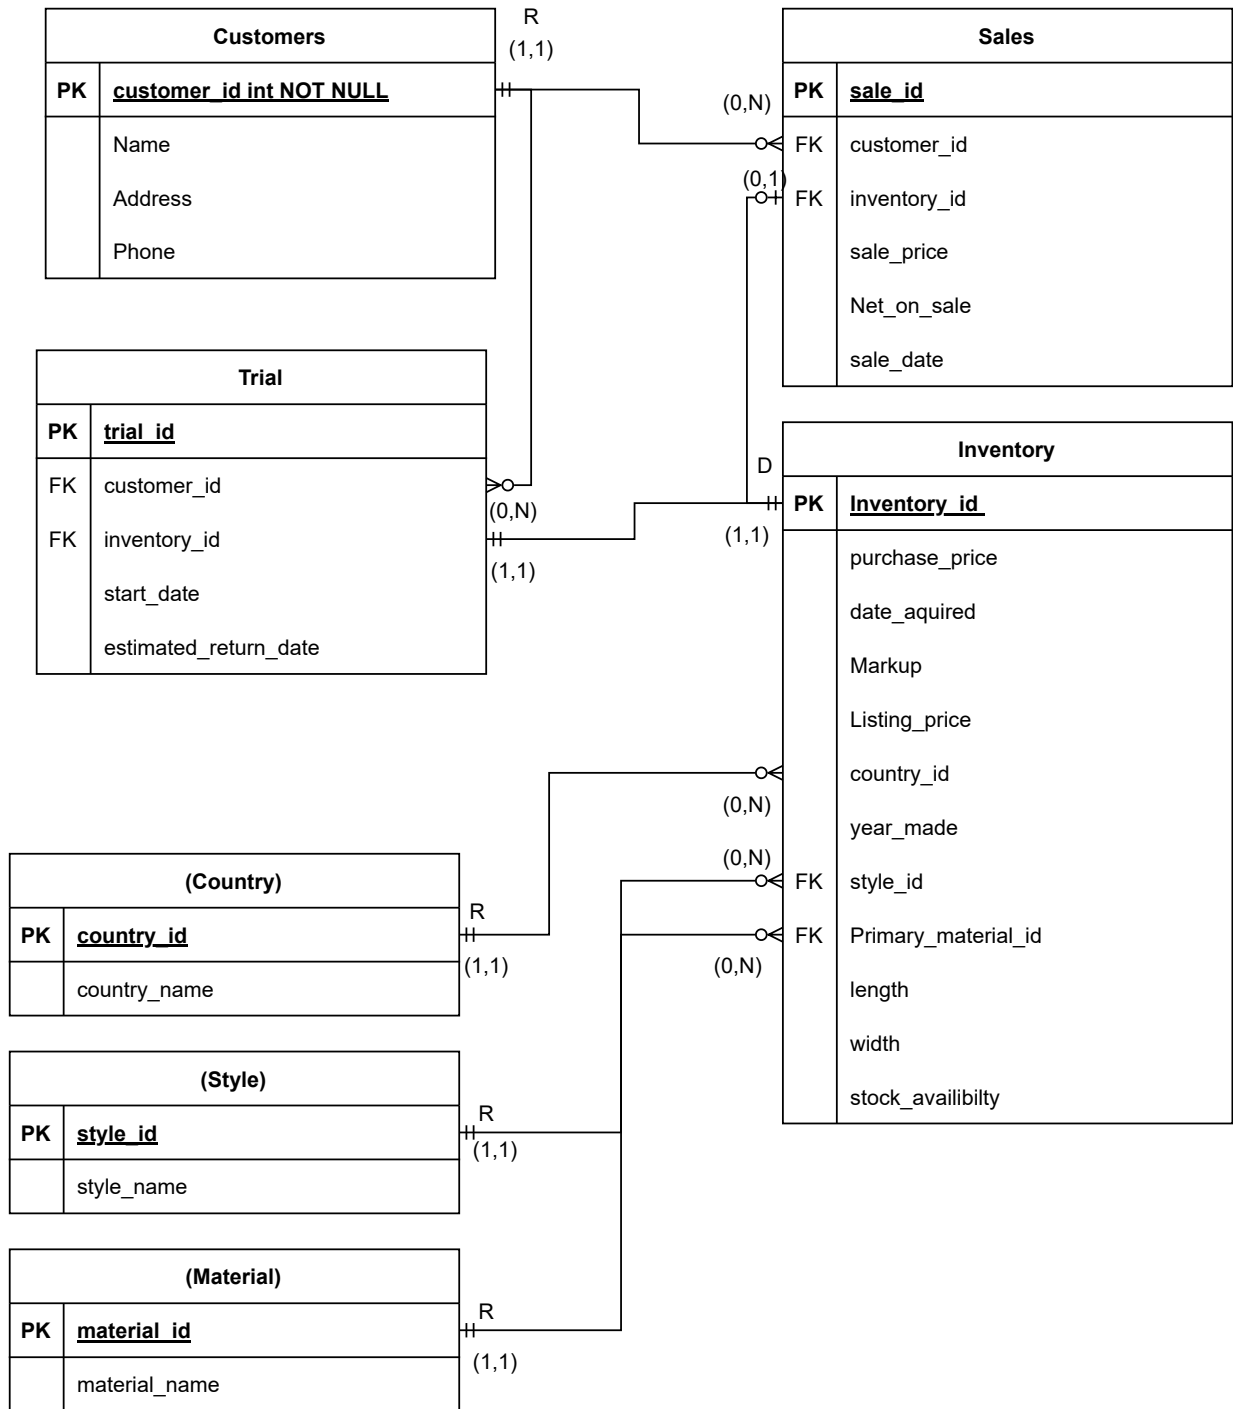 Customers
PK customer_id int NOT NULL
Name
Address
Phone
R
(1,1)
Sales
PK sale_id
FK customer_id
FK inventory_id
sale_price
Net_on_sale
sale_date
(0,N)
(0,1)
Trial
PK trial_id
FK customer_id
FK inventory_id
start_date
estimated_return_date
(0,N)
(1,1)
Inventory
D
(1,1)
PK Inventory_id
purchase_price
date_aquired
Markup
Listing_price
country_id
year_made
FK style_id
FK Primary_material_id
length
width
stock_availibilty
(0,N)
(0,N)
(0,N)
(Country)
PK country_id
country_name
R
(1,1)
(Style)
PK style_id
style_name
R
(1,1)
(Material)
PK material_id
material_name
R
(1,1)